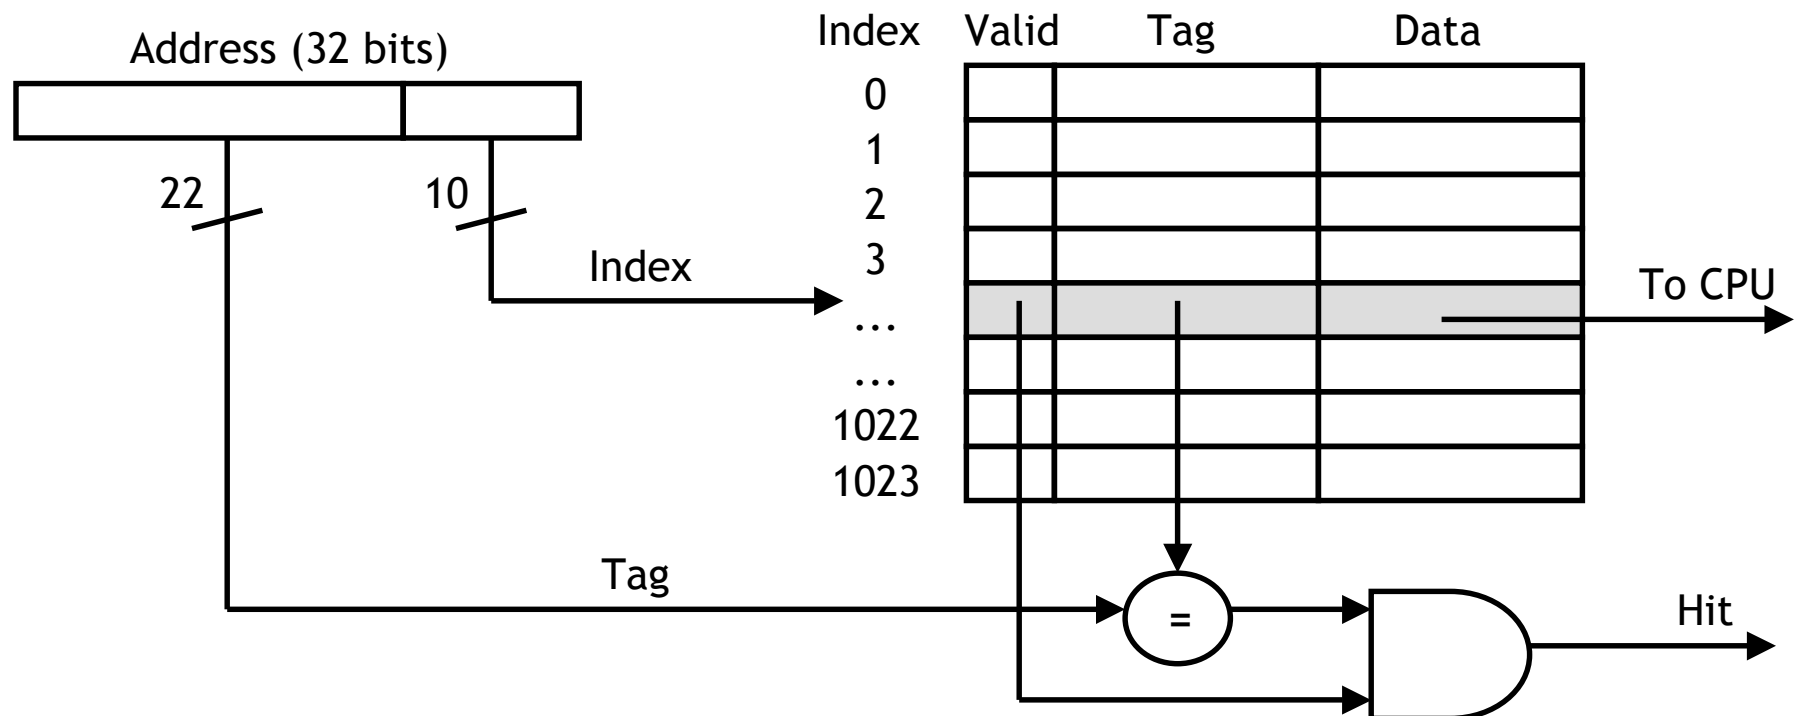 Address (32 bits)
22
10
Index
Tag
Index Valid Tag Data
0
1
2
3
...
...
1022
1023
To CPU
=
Hit